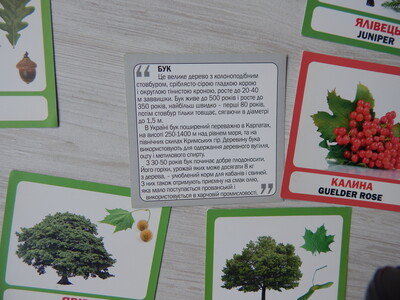 БУК
Це велике дерево з колоноподібним
стовбуром, сріблясто-сірою гладкою корою
і округлою тінистою кроною, росте до 20-40
м заввишки. Бук живе до 500 років і росте до
350 років, найбільш швидко – перші 80 років,
потім стовбур тільки товщає, сягаючи в діаметрі
до 1,5 м.
В Україні бук поширений переважно в Карпатах,
на висоті 250-1400 м над рівнем моря, та на
північних схилах Кримських гір. Деревину бука
використовують для одержання деревного вугілля,
оцту і метилового спирту.
З 30-50 років бук починає добре плодоносити.
Його горіхи, урожай яких може досягати 8 кг
з дерева, – улюблений корм для кабанів і свиней.
З них також отримують приємну на смак олію,
яка мало поступається прованській і
використовується в харчовій промисловості.
ЯЛІВЕЦЬ
JUNIPER
КАЛИНА
GUELDER ROSE